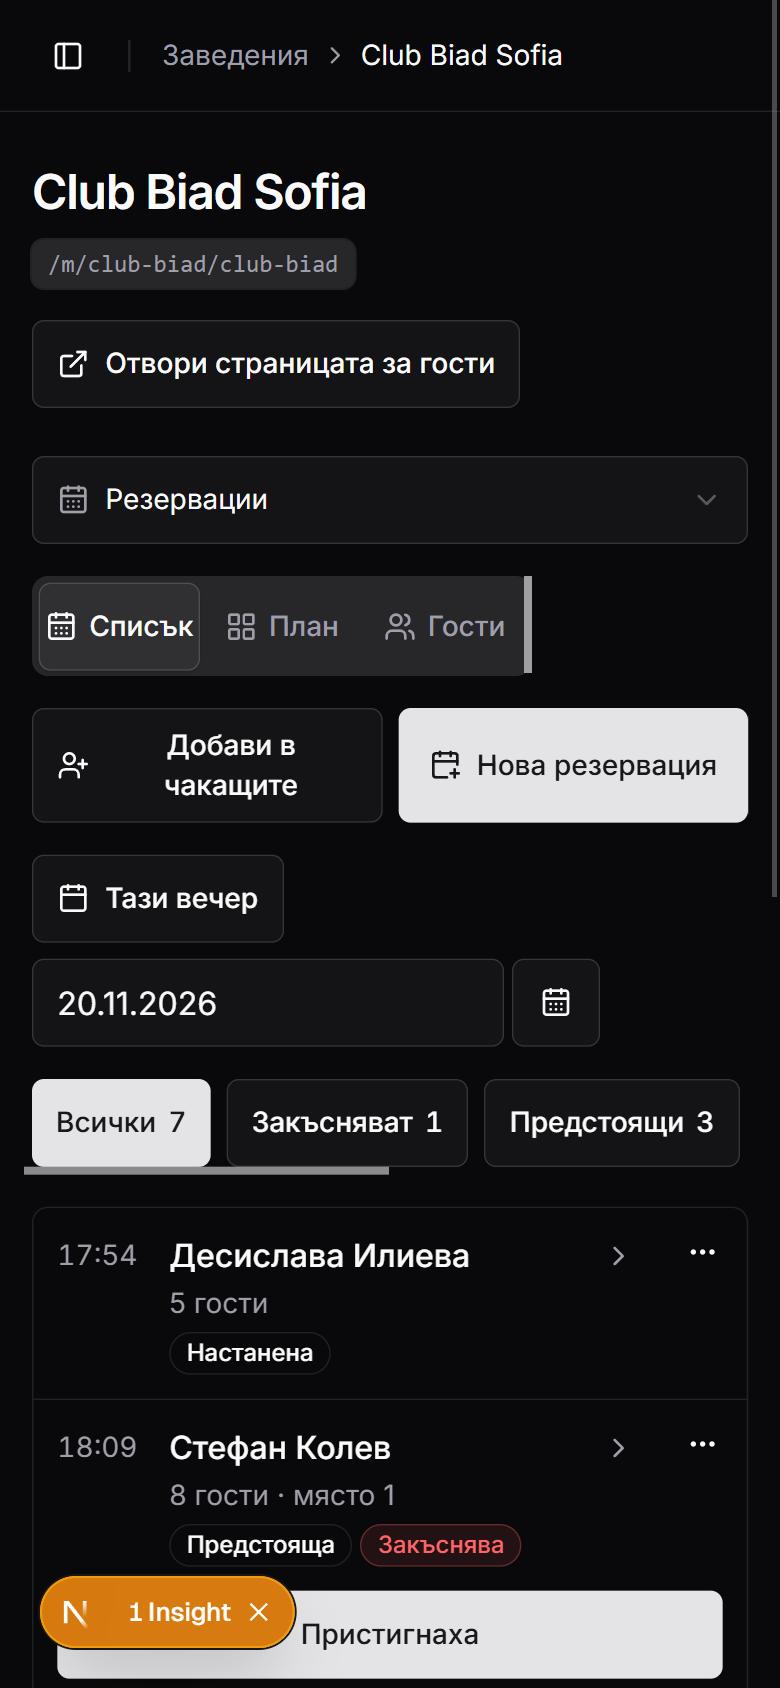 Заведения > Club Biad Sofia
Club Biad Sofia
/m/club-biad/club-biad
Отвори страницата за гости
Резервации
Списък План Гости
Добави в
чакащите
Нова резервация
Тази вечер
20.11.2026
Всички 7 Закъсняват 1 Предстоящи 3
17:54 Десислава Илиева
5 гости
Настанена
18:09 Стефан Колев
8 гости · място 1
Предстояща Закъснява
1 Insight
Пристигнаха